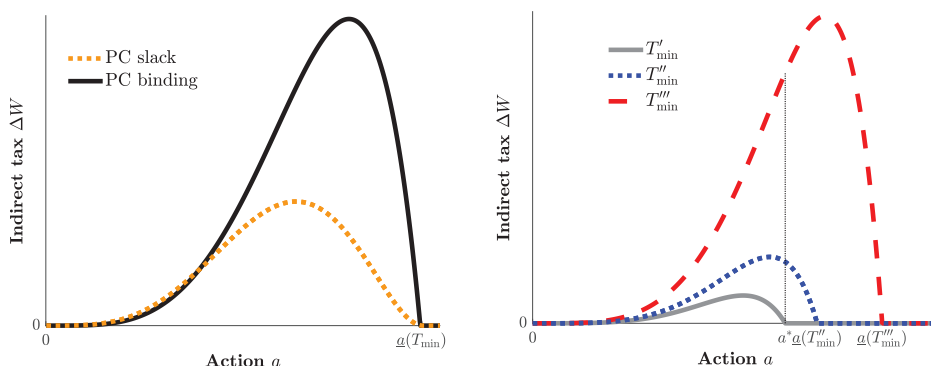 PC slack
PC binding
Indirect tax ΔW
0
0
a(T_min)
Action a
T′_min
T″_min
T‴_min
Indirect tax ΔW
0
0
a* a(T″_min) a(T‴_min)
Action a